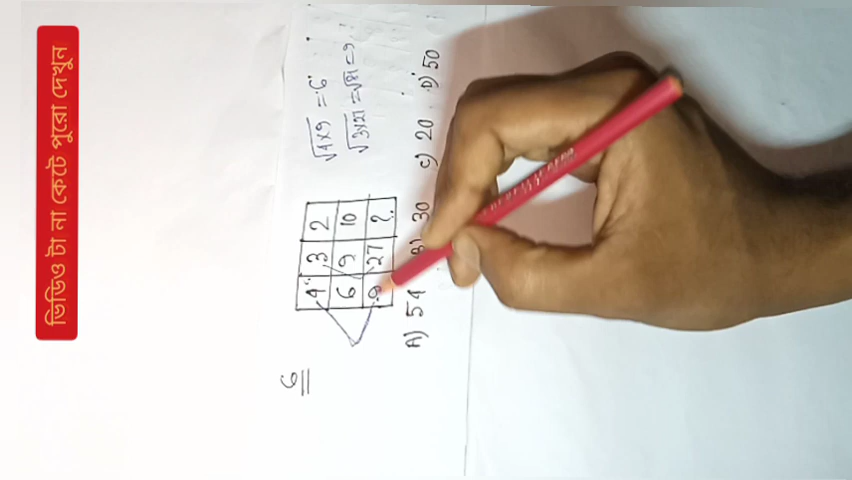 ভিডিও টা না কেটে পুরো দেখুন
6
4 3 2
6 9 10
9 27 ?
√4×9 = 6
√3×27 = √81 = 9
A) 54 B) 30 C) 20 D) 50